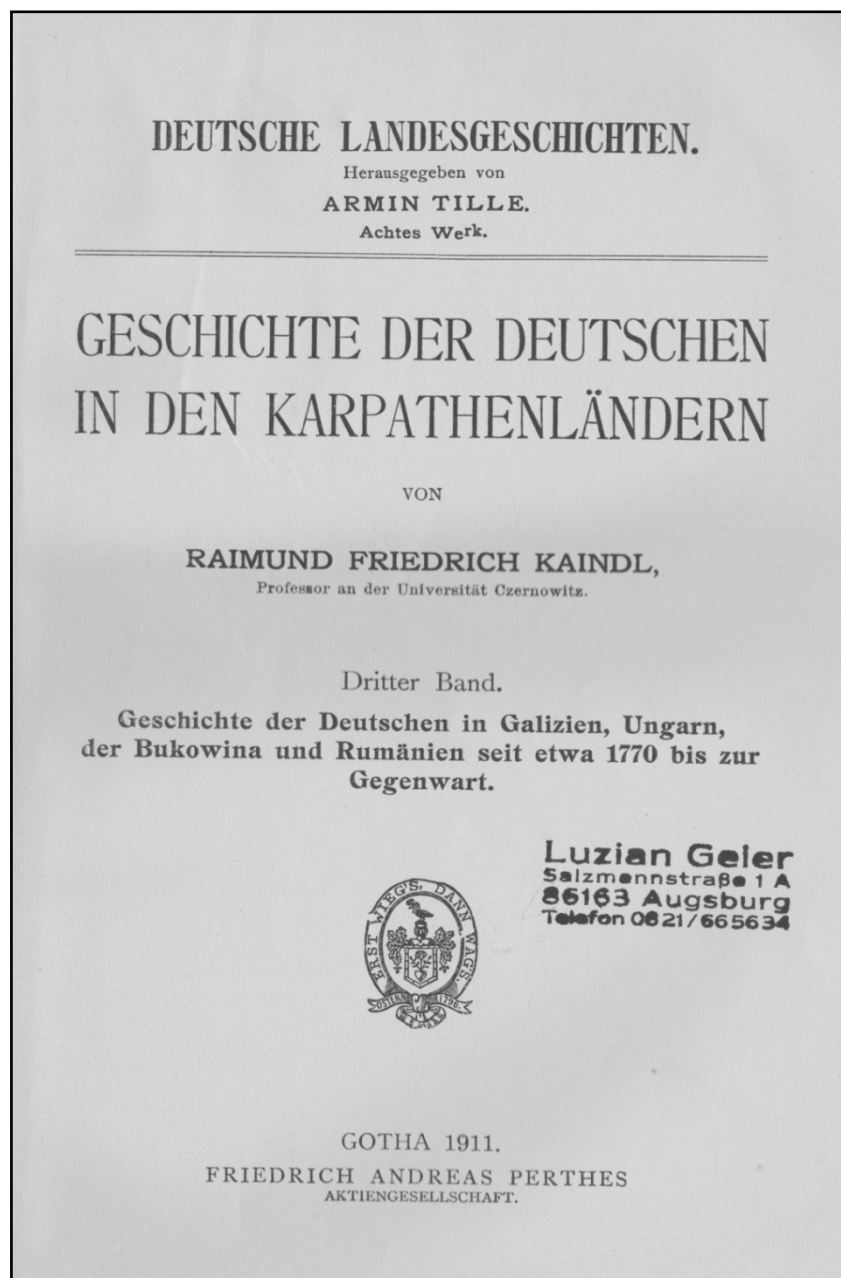 DEUTSCHE LANDESGESCHICHTEN.
Herausgegeben von
ARMIN TILLE.
Achtes Werk.
GESCHICHTE DER DEUTSCHEN
IN DEN KARPATHENLÄNDERN
VON
RAIMUND FRIEDRICH KAINDL,
Professor an der Universität Czernowitz.
Dritter Band.
Geschichte der Deutschen in Galizien, Ungarn,
der Bukowina und Rumänien seit etwa 1770 bis zur
Gegenwart.
Luzian Geier
Salzmannstraße 1 A
86163 Augsburg
Telefon 0821/665634
ERST WIEG'S, DANN WAG'S.
OSTERN 1796.
GOTHA 1911.
FRIEDRICH ANDREAS PERTHES
AKTIENGESELLSCHAFT.